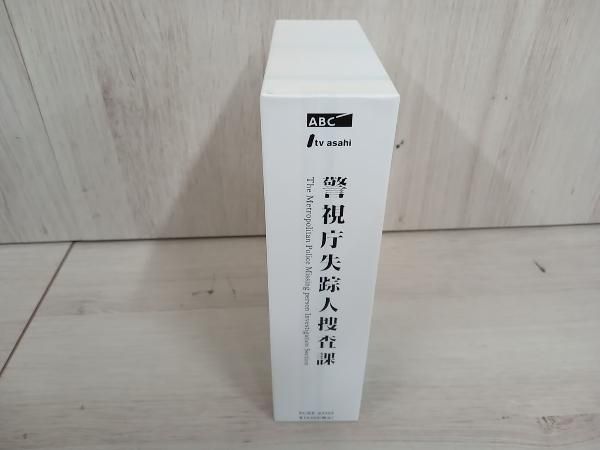 ABC
tv asahi
警視庁失踪人捜査課
The Metropolitan Police Missing person Investigation Section